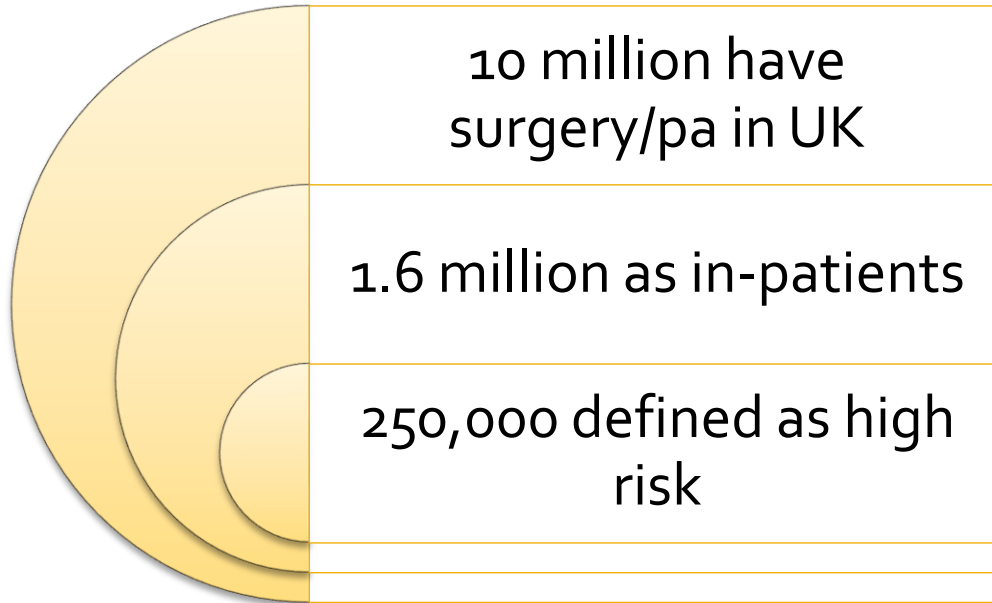 10 million have
surgery/pa in UK
1.6 million as in-patients
250,000 defined as high
risk